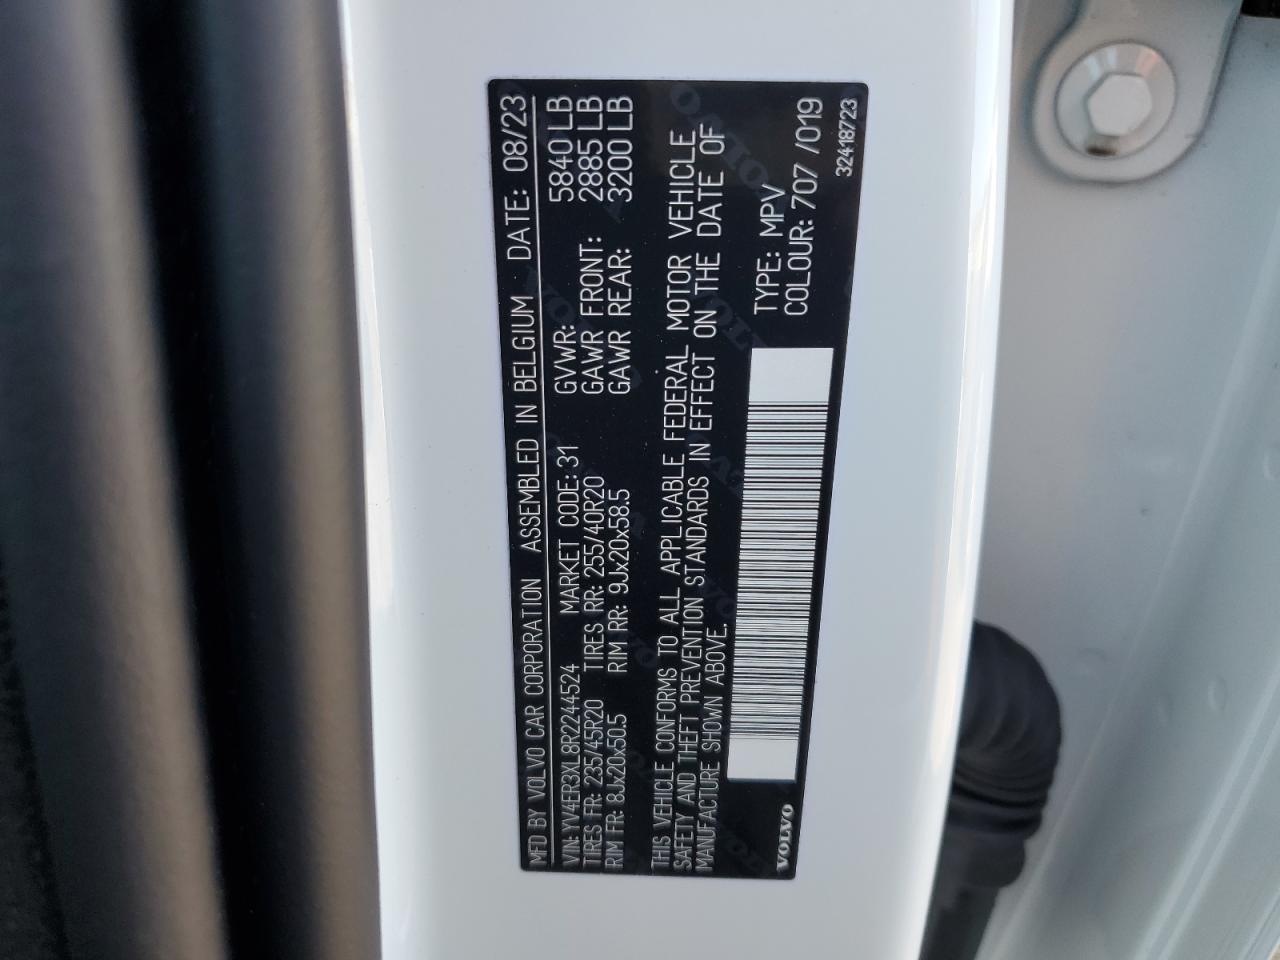 MFD BY VOLVO CAR CORPORATION ASSEMBLED IN BELGIUM DATE: 08/23
VIN: YV4ER3XL8R2244524 MARKET CODE: 31 GVWR: 5840 LB
TIRES FR: 235/45R20 TIRES RR: 255/40R20 GAWR FRONT: 2885 LB
RIM FR: 8Jx20x50.5 RIM RR: 9Jx20x58.5 GAWR REAR: 3200 LB
THIS VEHICLE CONFORMS TO ALL APPLICABLE FEDERAL MOTOR VEHICLE
SAFETY AND THEFT PREVENTION STANDARDS IN EFFECT ON THE DATE OF
MANUFACTURE SHOWN ABOVE.
TYPE: MPV
COLOUR: 707 /019
VOLVO 32418723